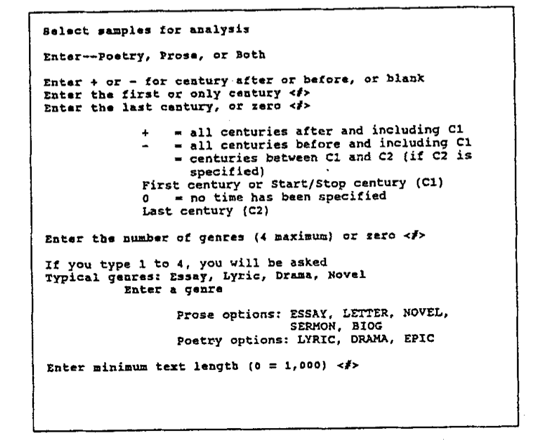 Select samples for analysis
Enter--Poetry, Prose, or Both
Enter + or - for century after or before, or blank
Enter the first or only century <#>
Enter the last century, or zero <#>
+ = all centuries after and including C1
- = all centuries before and including C1
= centuries between C1 and C2 (if C2 is
specified)
First century or Start/Stop century (C1)
0 = no time has been specified
Last century (C2)
Enter the number of genres (4 maximum) or zero <#>
If you type 1 to 4, you will be asked
Typical genres: Essay, Lyric, Drama, Novel
Enter a genre
Prose options: ESSAY, LETTER, NOVEL,
SERMON, BIOG
Poetry options: LYRIC, DRAMA, EPIC
Enter minimum text length (0 = 1,000) <#>